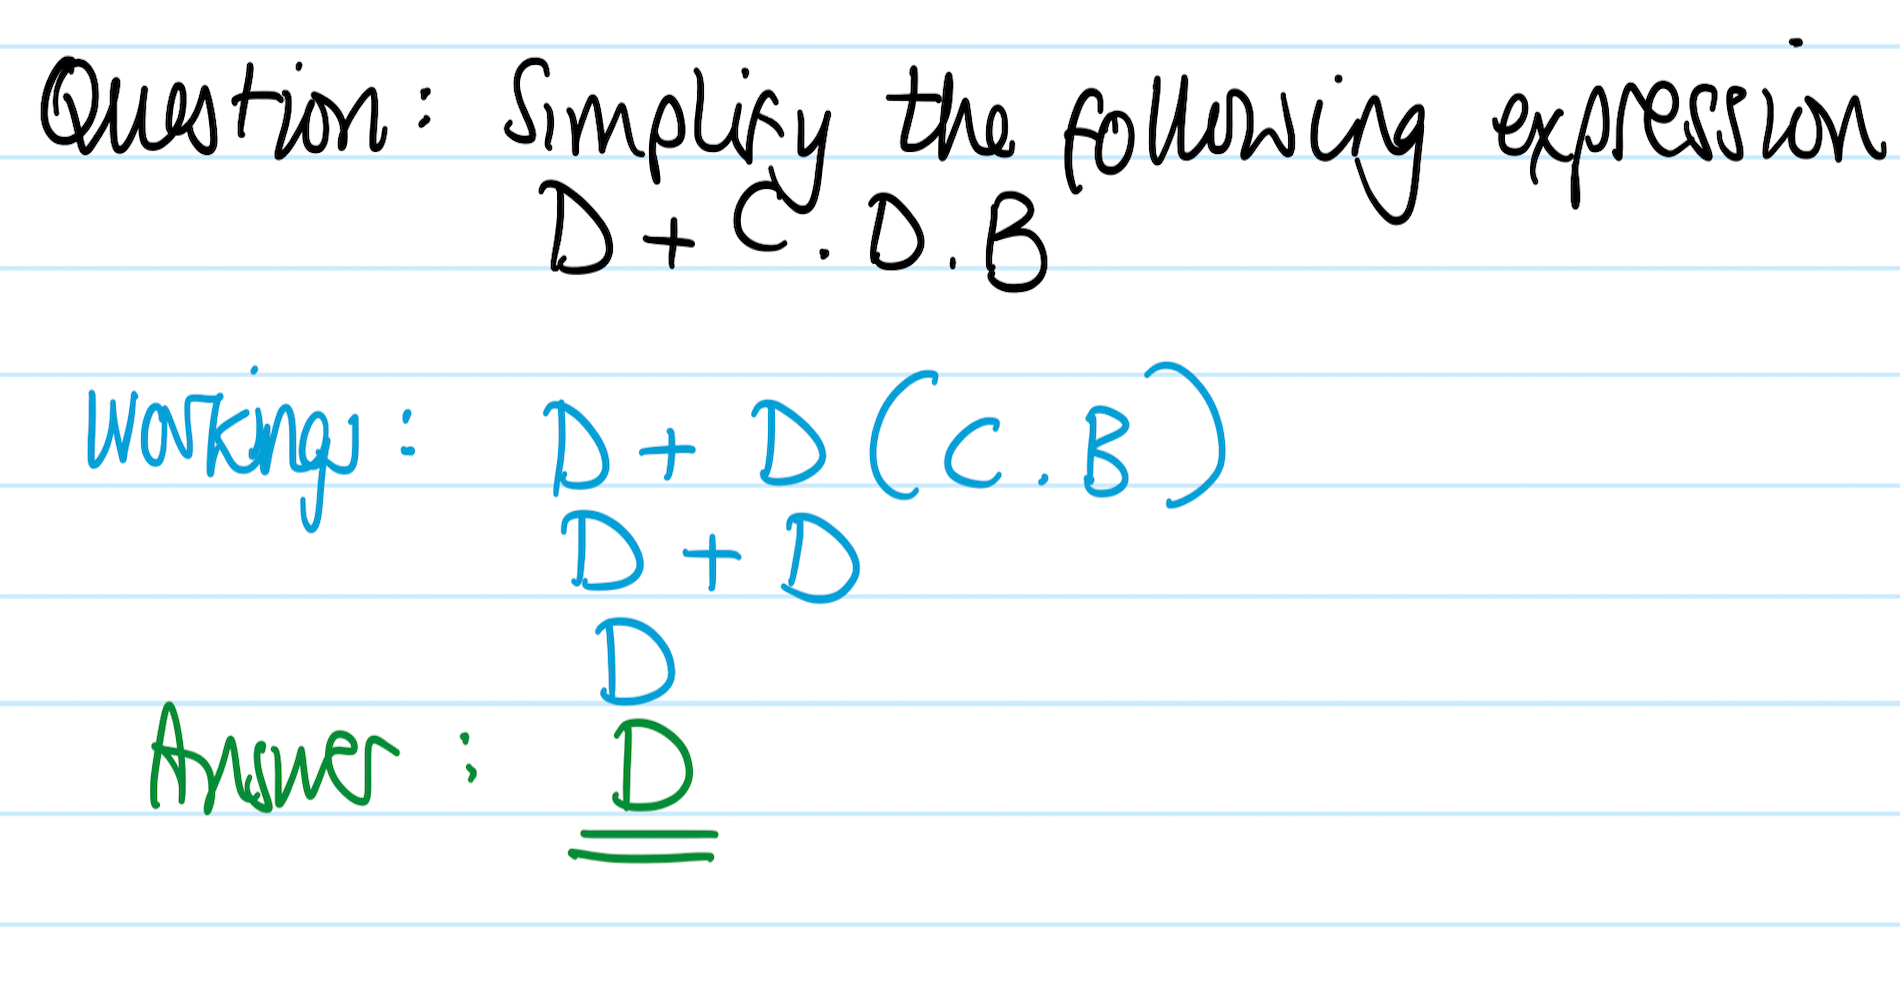 Question: Simplify the following expression
D + C . D . B
Workings: D + D (C . B)
D + D
D
Answer : D